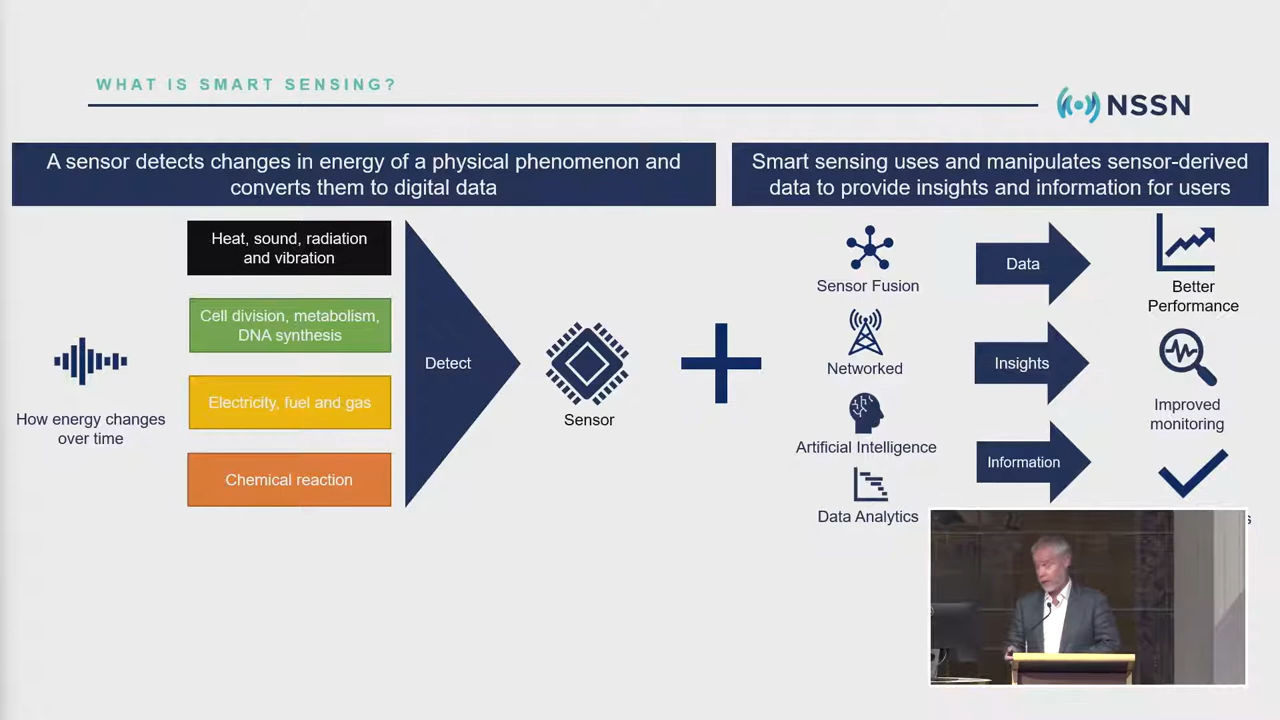 WHAT IS SMART SENSING?
NSSN
A sensor detects changes in energy of a physical phenomenon and
converts them to digital data
Smart sensing uses and manipulates sensor-derived
data to provide insights and information for users
How energy changes
over time
Heat, sound, radiation
and vibration
Cell division, metabolism,
DNA synthesis
Electricity, fuel and gas
Chemical reaction
Detect
Sensor
Sensor Fusion
Networked
Artificial Intelligence
Data Analytics
Data
Insights
Information
Better
Performance
Improved
monitoring